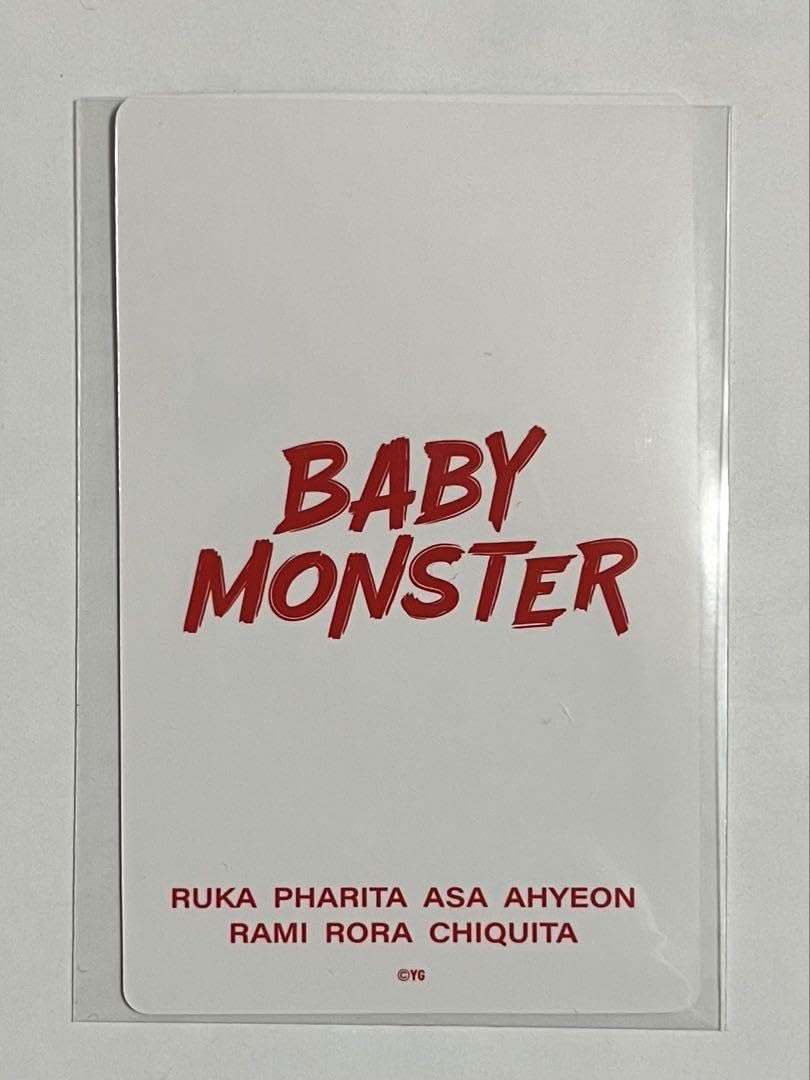 BABY
MONSTER
RUKA PHARITA ASA AHYEON
RAMI RORA CHIQUITA
©YG